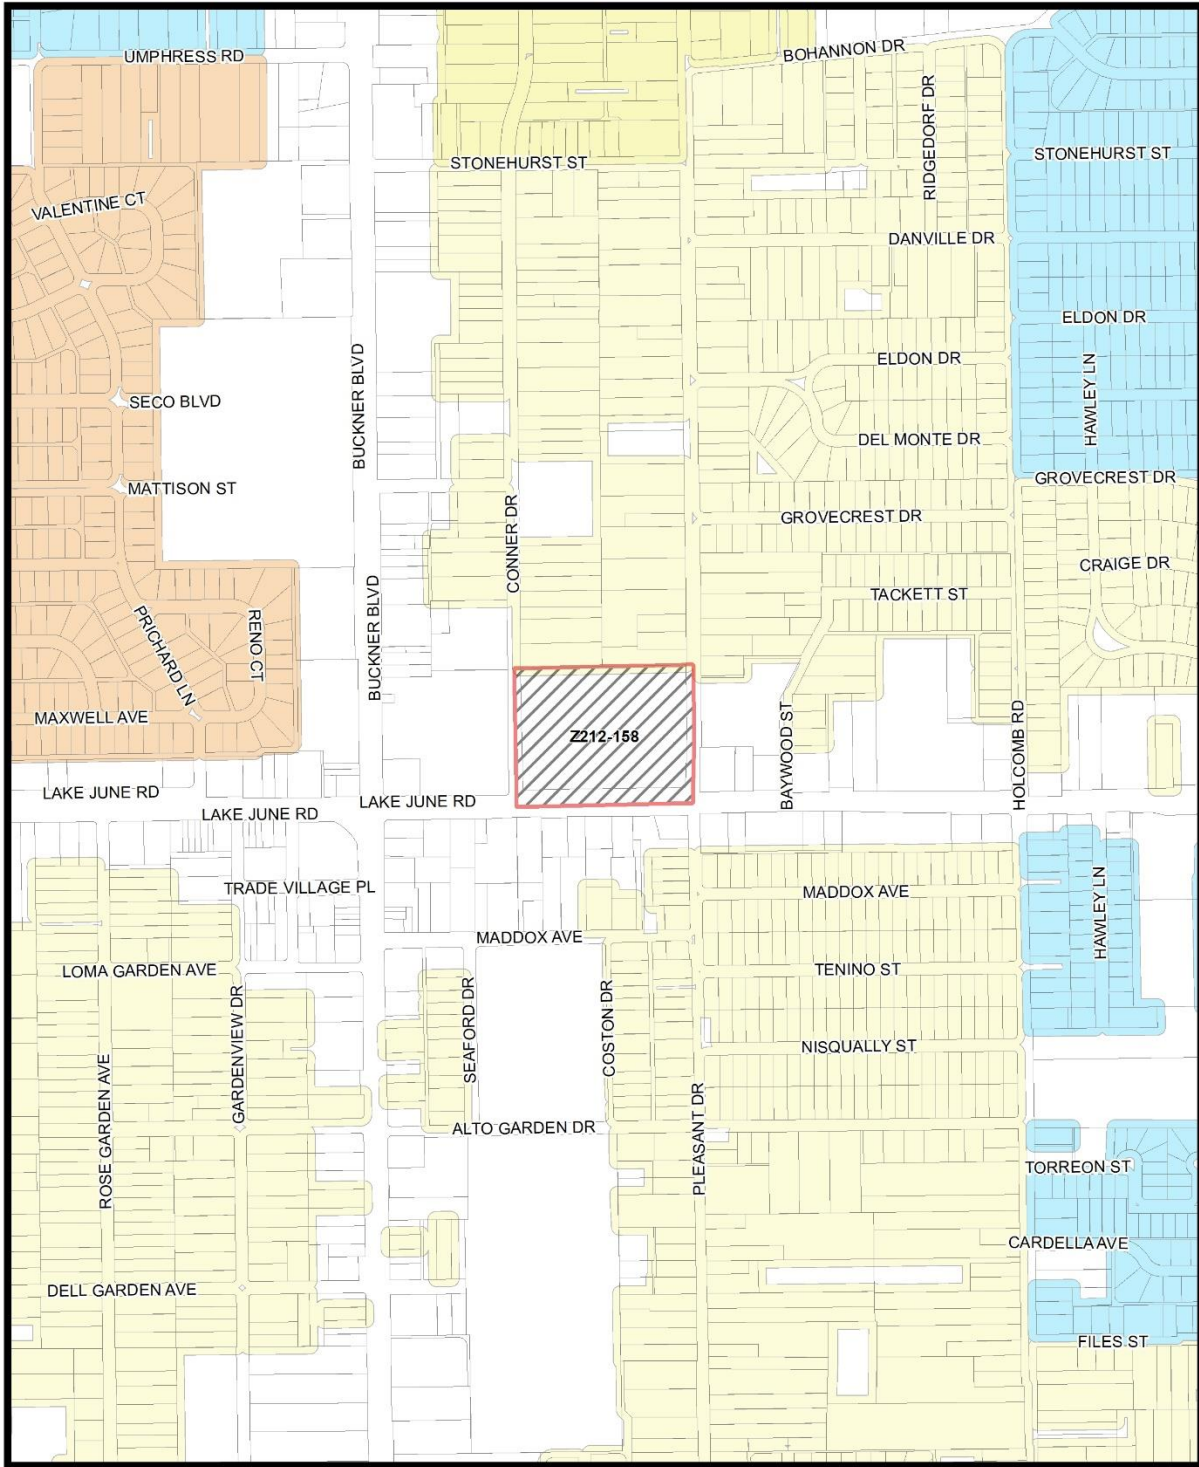 UMPHRESS RD
BOHANNON DR
RIDGEDORF DR
STONEHURST ST
STONEHURST ST
VALENTINE CT
DANVILLE DR
ELDON DR
ELDON DR
HAWLEY LN
BUCKNER BLVD
SECO BLVD
DEL MONTE DR
MATTISON ST
GROVECREST DR
GROVECREST DR
CONNER DR
CRAIGE DR
TACKETT ST
BUCKNER BLVD
PRICHARD LN
RENO CT
MAXWELL AVE
Z212-158
BAYWOOD ST
HOLCOMB RD
LAKE JUNE RD
LAKE JUNE RD
LAKE JUNE RD
TRADE VILLAGE PL
MADDOX AVE
HAWLEY LN
MADDOX AVE
LOMA GARDEN AVE
TENINO ST
GARDENVIEW DR
SEAFORD DR
COSTON DR
NISQUALLY ST
ROSE GARDEN AVE
PLEASANT DR
ALTO GARDEN DR
TORREON ST
CARDELLA AVE
DELL GARDEN AVE
FILES ST